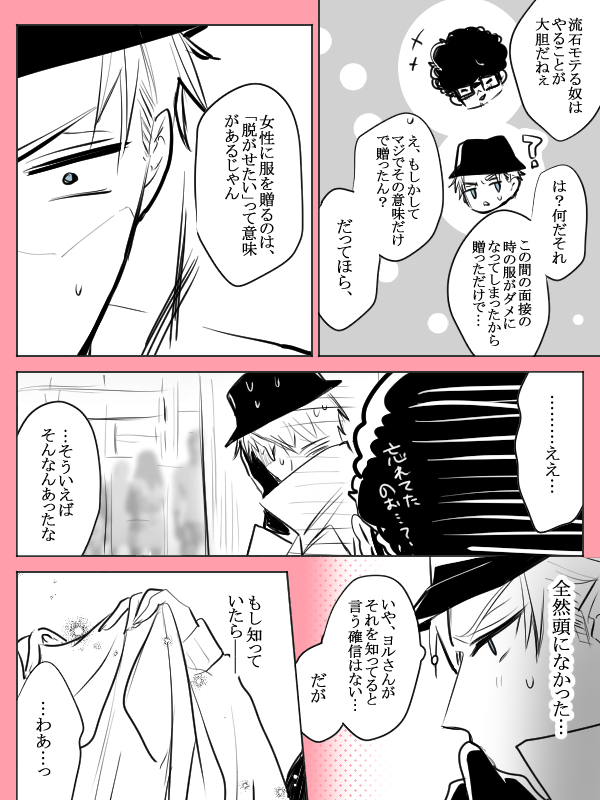 流石モテる奴は
やることが
大胆だねぇ
は?何だそれ
この間の面接の
時の服がダメに
なってしまったから
贈っただけで…
え、もしかして
マジでその意味だけ
で贈ったん?
だってほら、
女性に服を贈るのは、
「脱がせたい」って意味
があるじゃん
………ええ…
忘れてた
のぉ…?
…そういえば
そんなんあったな
全然頭になかった…
いや、ヨルさんが
それを知ってると
言う確信はない…
だが
もし知って
いたら――
…わあ…っ